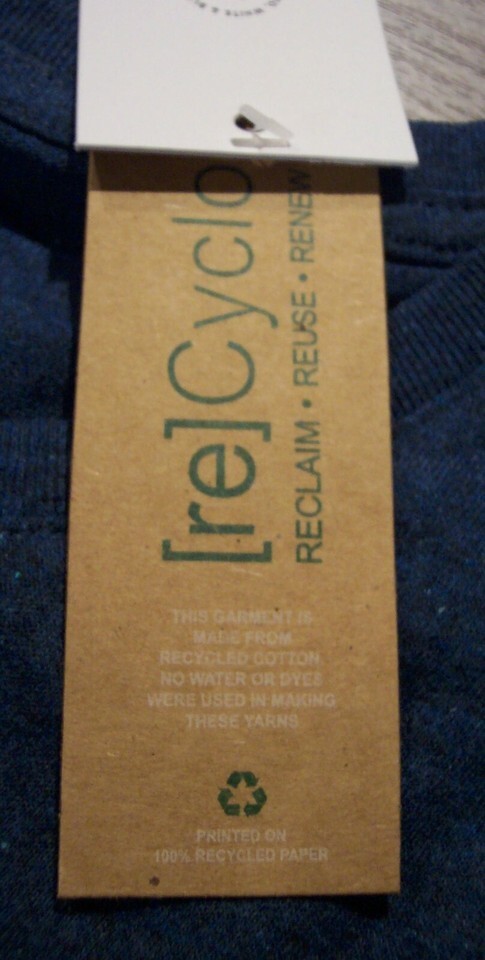 [re]Cyclo
RECLAIM • REUSE • RENEW
THIS GARMENT IS
MADE FROM
RECYCLED COTTON
NO WATER OR DYES
WERE USED IN MAKING
THESE YARNS
PRINTED ON
100% RECYCLED PAPER